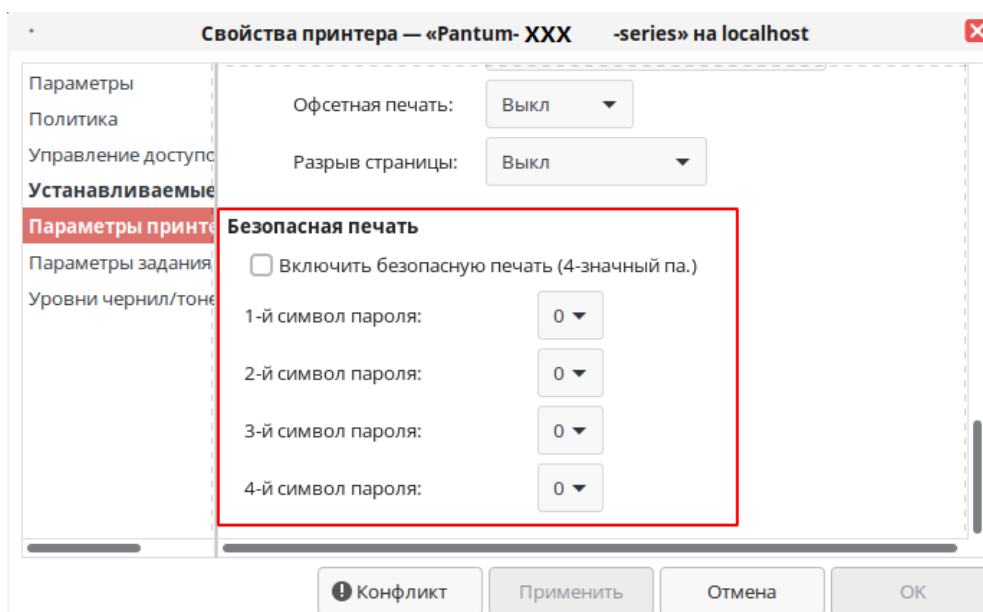 Свойства принтера — «Pantum- XXX -series» на localhost
Параметры
Политика
Управление доступо
Устанавливаемые
Параметры принте
Параметры задания
Уровни чернил/тоне
Офсетная печать: Выкл
Разрыв страницы: Выкл
Безопасная печать
Включить безопасную печать (4-значный па.)
1-й символ пароля: 0
2-й символ пароля: 0
3-й символ пароля: 0
4-й символ пароля: 0
Конфликт Применить Отмена OK